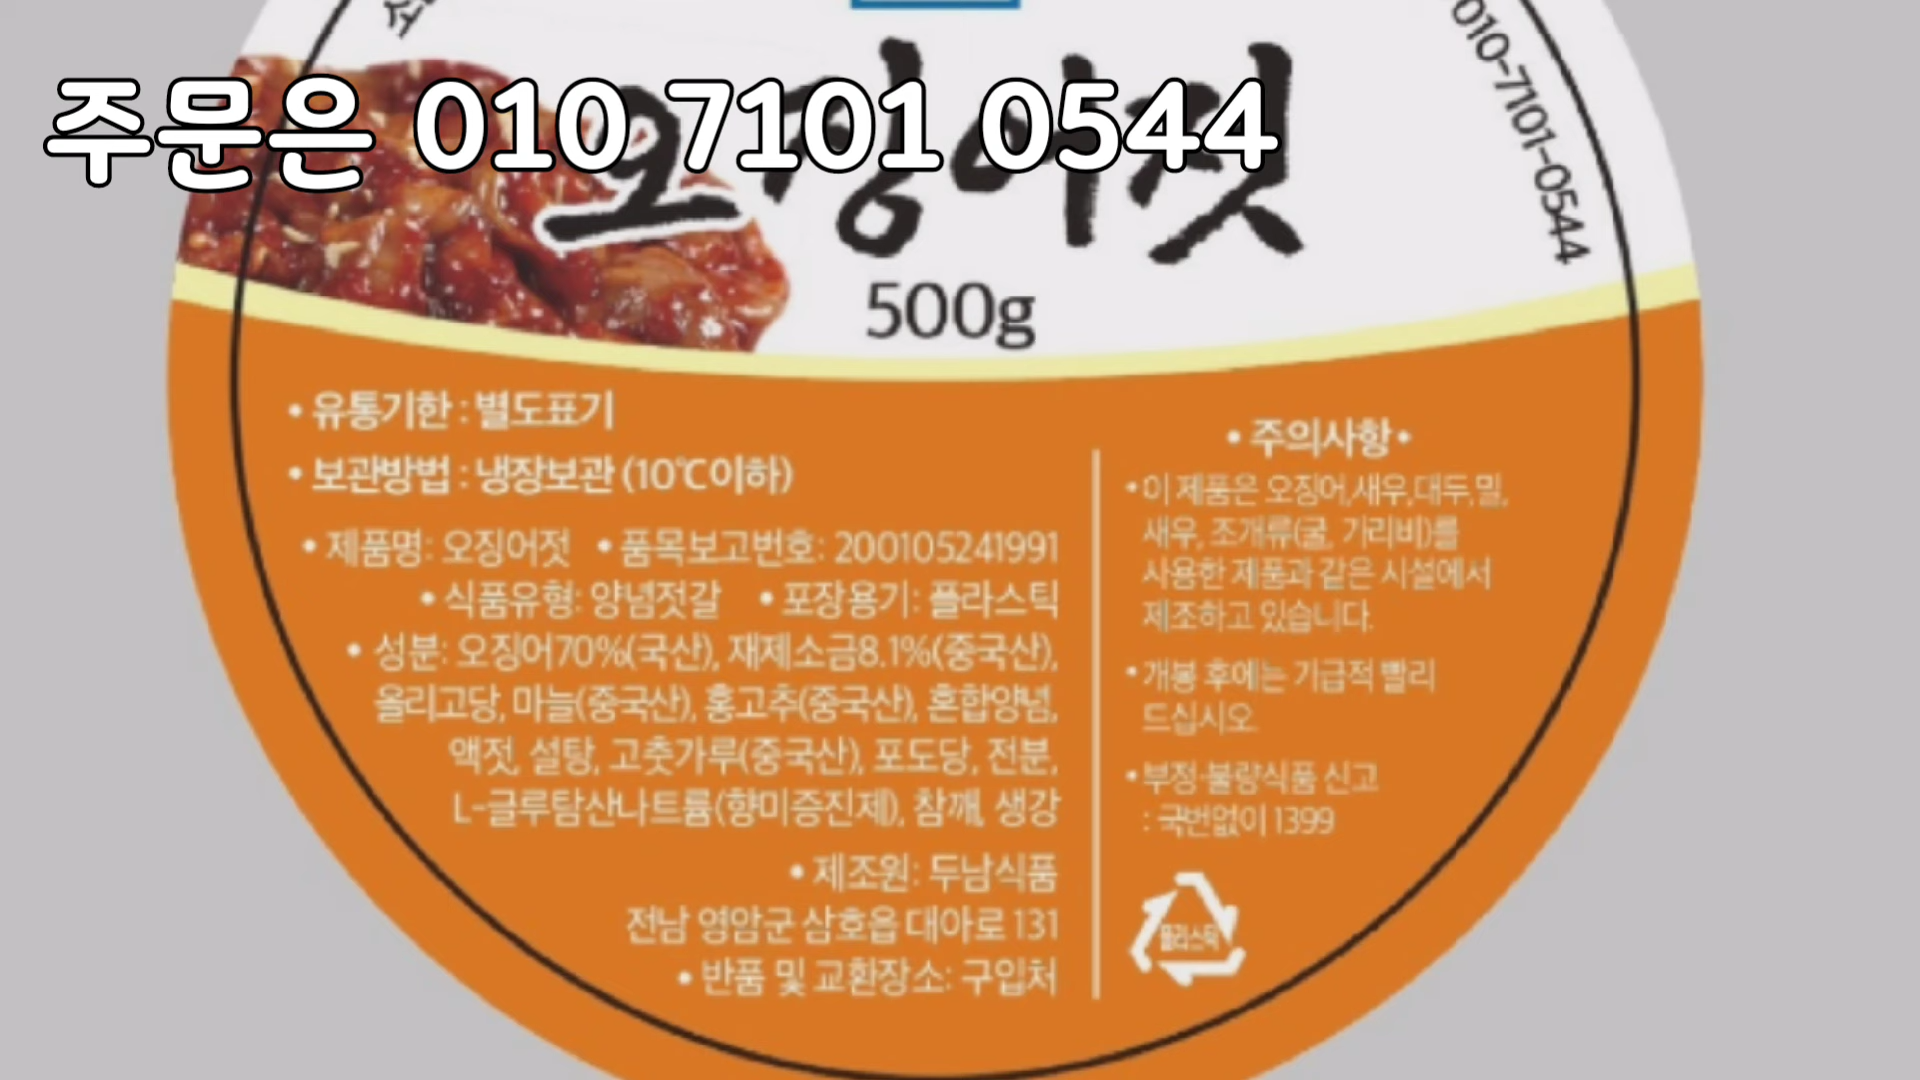 주문은 010 7101 0544
010-7101-0544
오징어젓
500g
• 유통기한 : 별도표기
• 보관방법 : 냉장보관 (10℃이하)
• 제품명: 오징어젓 • 품목보고번호: 200105241991
• 식품유형: 양념젓갈 • 포장용기: 플라스틱
• 성분: 오징어70%(국산), 재제소금8.1%(중국산),
올리고당, 마늘(중국산), 홍고추(중국산), 혼합양념,
액젓, 설탕, 고춧가루(중국산), 포도당, 전분,
L-글루탐산나트륨(향미증진제), 참깨, 생강
• 제조원: 두남식품
전남 영암군 삼호읍 대아로 131
• 반품 및 교환장소: 구입처
• 주의사항 •
• 이 제품은 오징어,새우,대두,밀,
새우, 조개류(굴, 가리비)를
사용한 제품과 같은 시설에서
제조하고 있습니다.
• 개봉 후에는 기급적 빨리
드십시오
• 부정·불량식품 신고
: 국번없이 1399
플라스틱